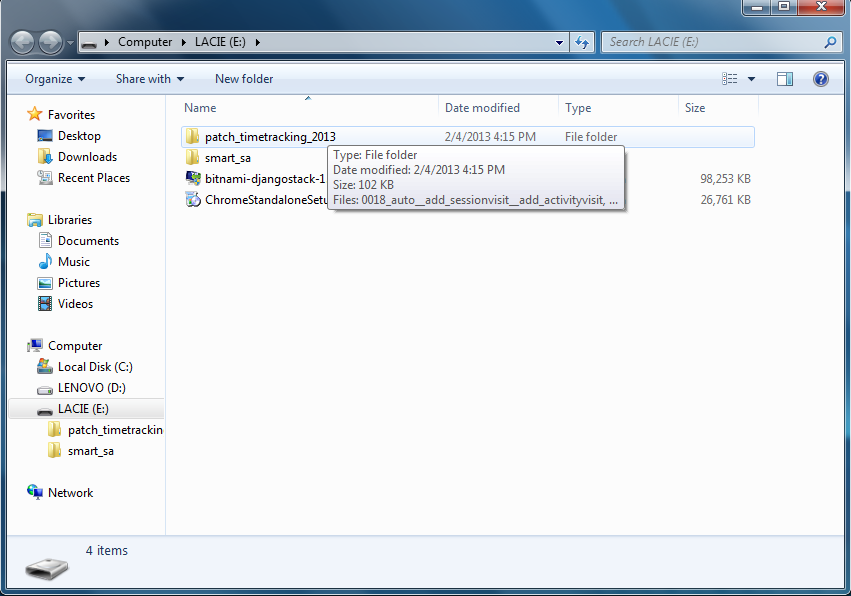 Computer LACIE (E:) Search LACIE (E:)
Organize Share with New folder
Name Date modified Type Size
patch_timetracking_2013 2/4/2013 4:15 PM File folder
smart_sa
bitnami-djangostack-1 98,253 KB
ChromeStandaloneSetu 26,761 KB
Type: File folder
Date modified: 2/4/2013 4:15 PM
Size: 102 KB
Files: 0018_auto__add_sessionvisit__add_activityvisit, ...
Favorites
Desktop
Downloads
Recent Places
Libraries
Documents
Music
Pictures
Videos
Computer
Local Disk (C:)
LENOVO (D:)
LACIE (E:)
patch_timetrackin
smart_sa
Network
4 items